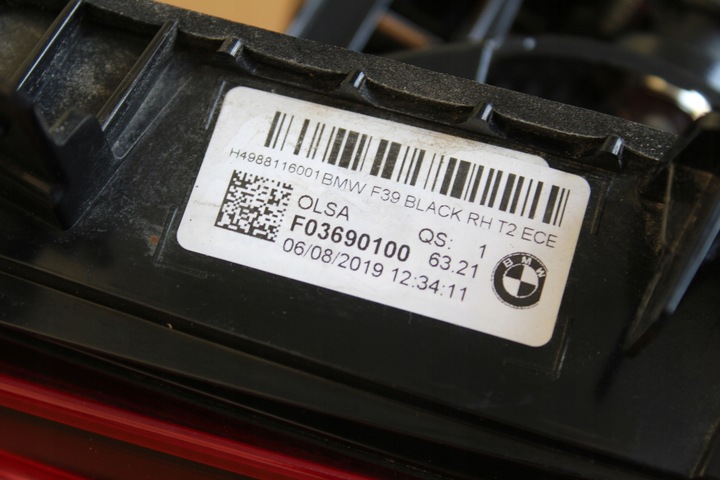 H4988116001BMW F39 BLACK RH T2 ECE
OLSA QS: 1
F03690100 63.21
06/08/2019 12:34:11
BMW